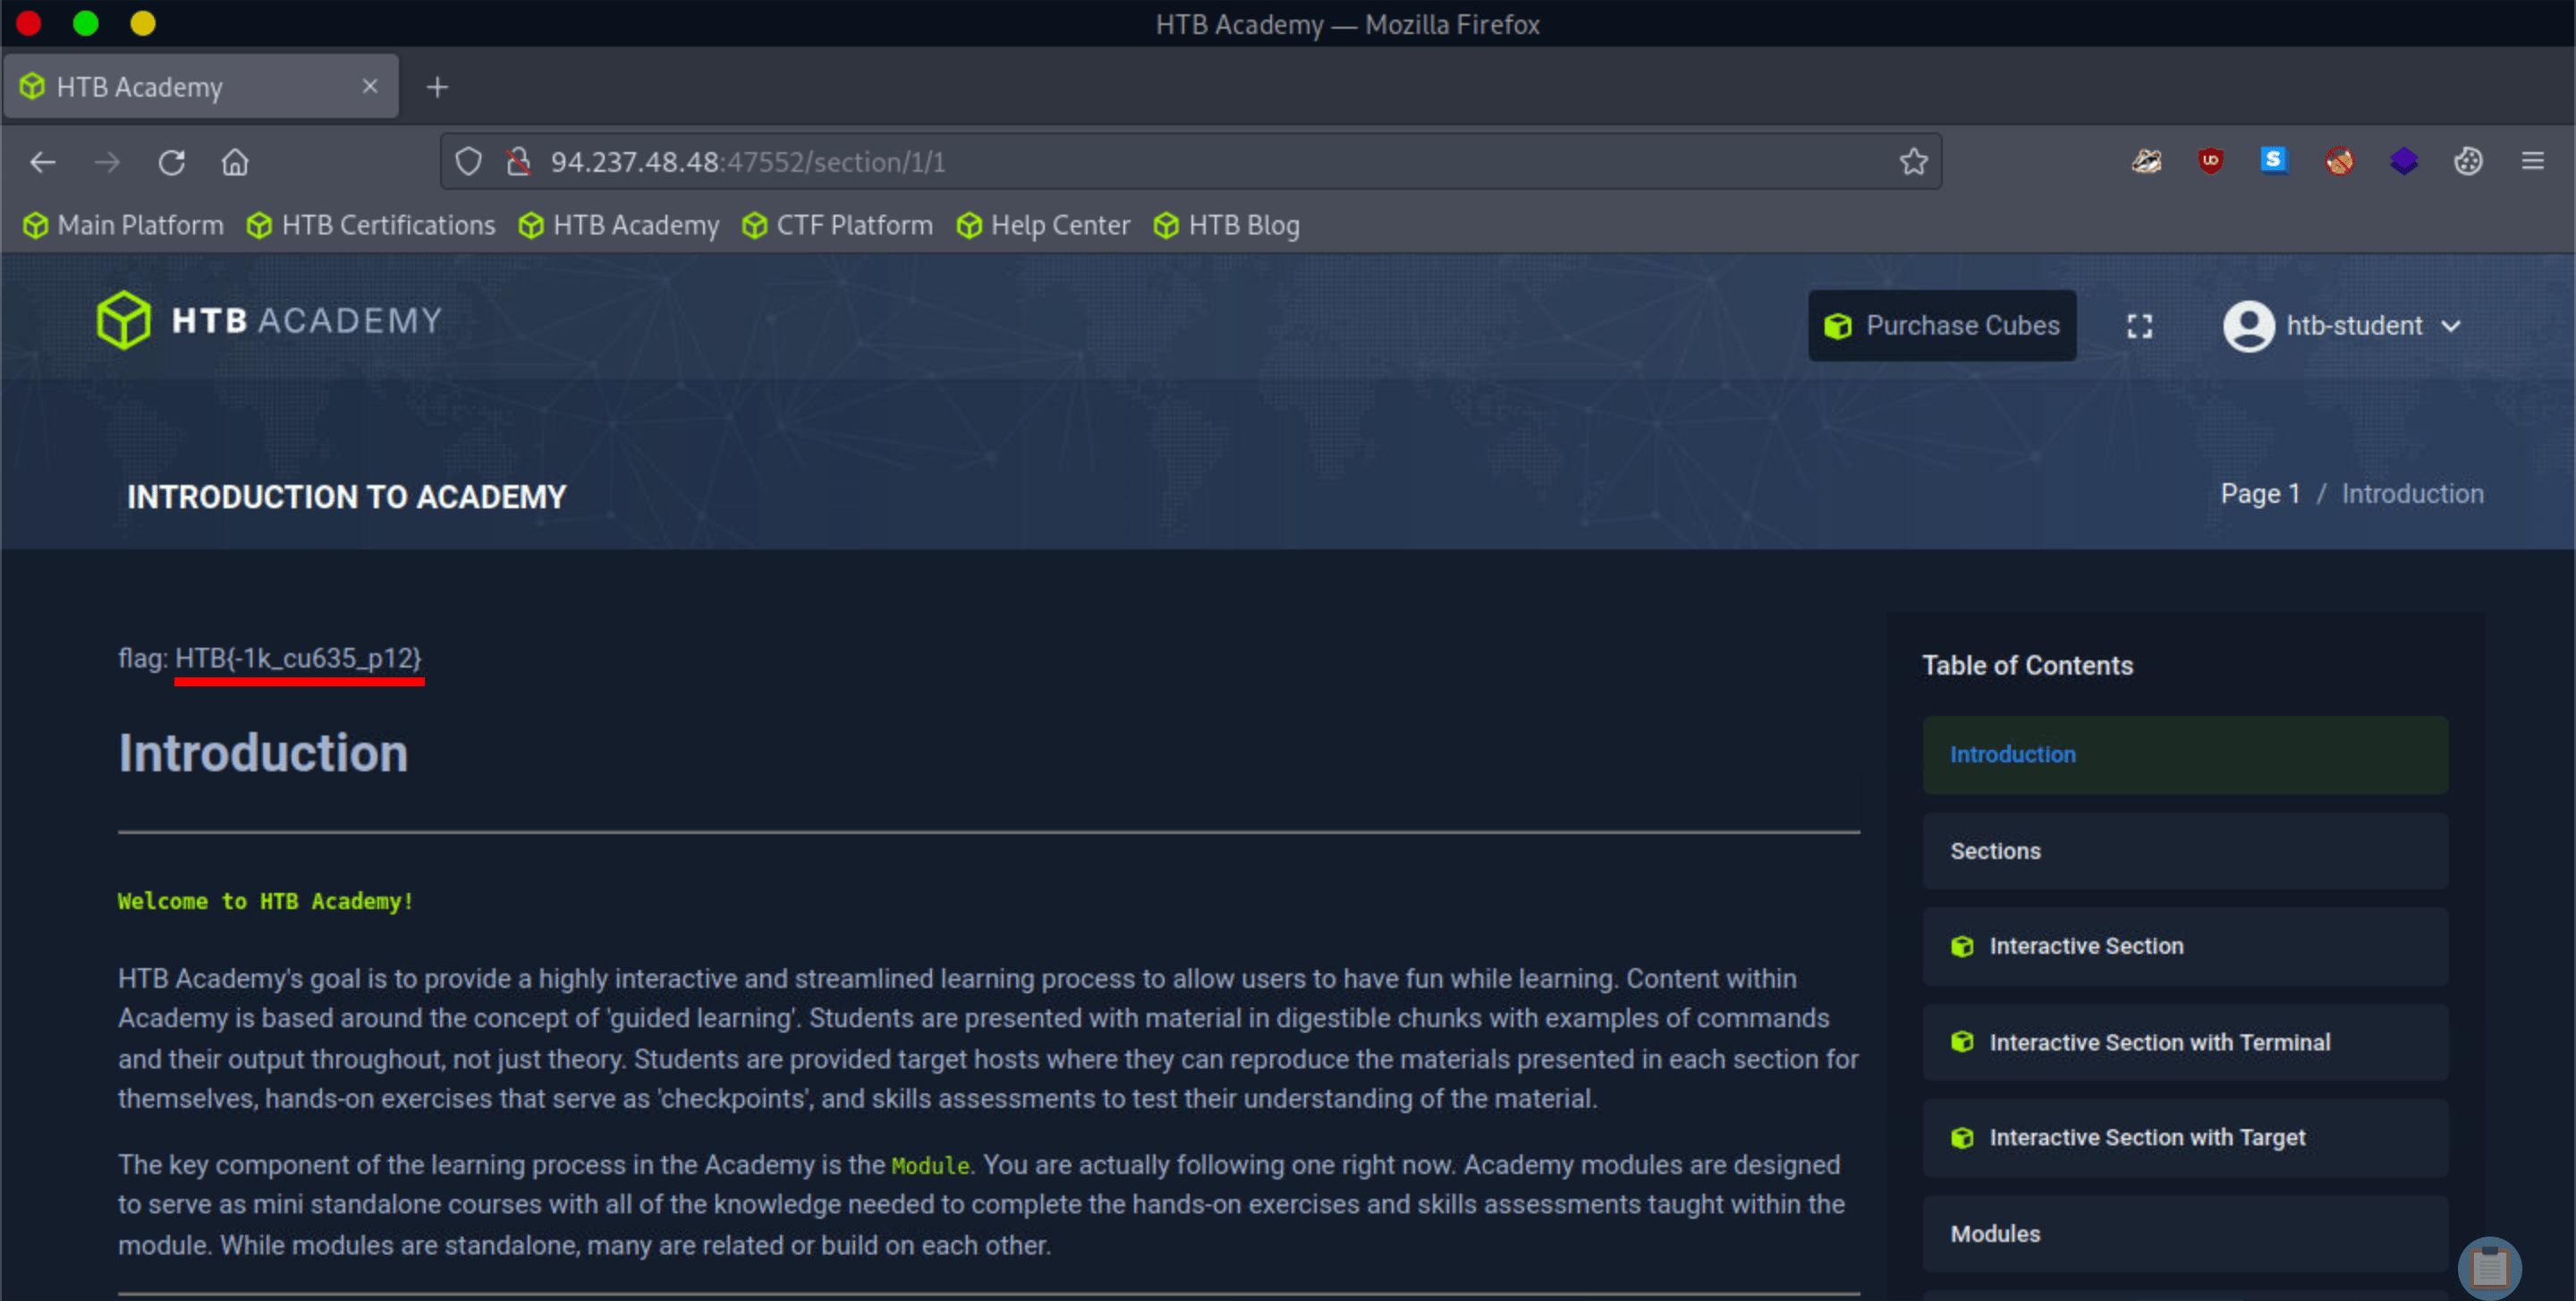 HTB Academy — Mozilla Firefox
HTB Academy
94.237.48.48:47552/section/1/1
Main Platform HTB Certifications HTB Academy CTF Platform Help Center HTB Blog
HTB ACADEMY
Purchase Cubes
htb-student
INTRODUCTION TO ACADEMY
Page 1 / Introduction
flag: HTB{-1k_cu635_p12}
Introduction
Welcome to HTB Academy!
HTB Academy's goal is to provide a highly interactive and streamlined learning process to allow users to have fun while learning. Content within
Academy is based around the concept of 'guided learning'. Students are presented with material in digestible chunks with examples of commands
and their output throughout, not just theory. Students are provided target hosts where they can reproduce the materials presented in each section for
themselves, hands-on exercises that serve as 'checkpoints', and skills assessments to test their understanding of the material.
The key component of the learning process in the Academy is the Module. You are actually following one right now. Academy modules are designed
to serve as mini standalone courses with all of the knowledge needed to complete the hands-on exercises and skills assessments taught within the
module. While modules are standalone, many are related or build on each other.
Table of Contents
Introduction
Sections
Interactive Section
Interactive Section with Terminal
Interactive Section with Target
Modules